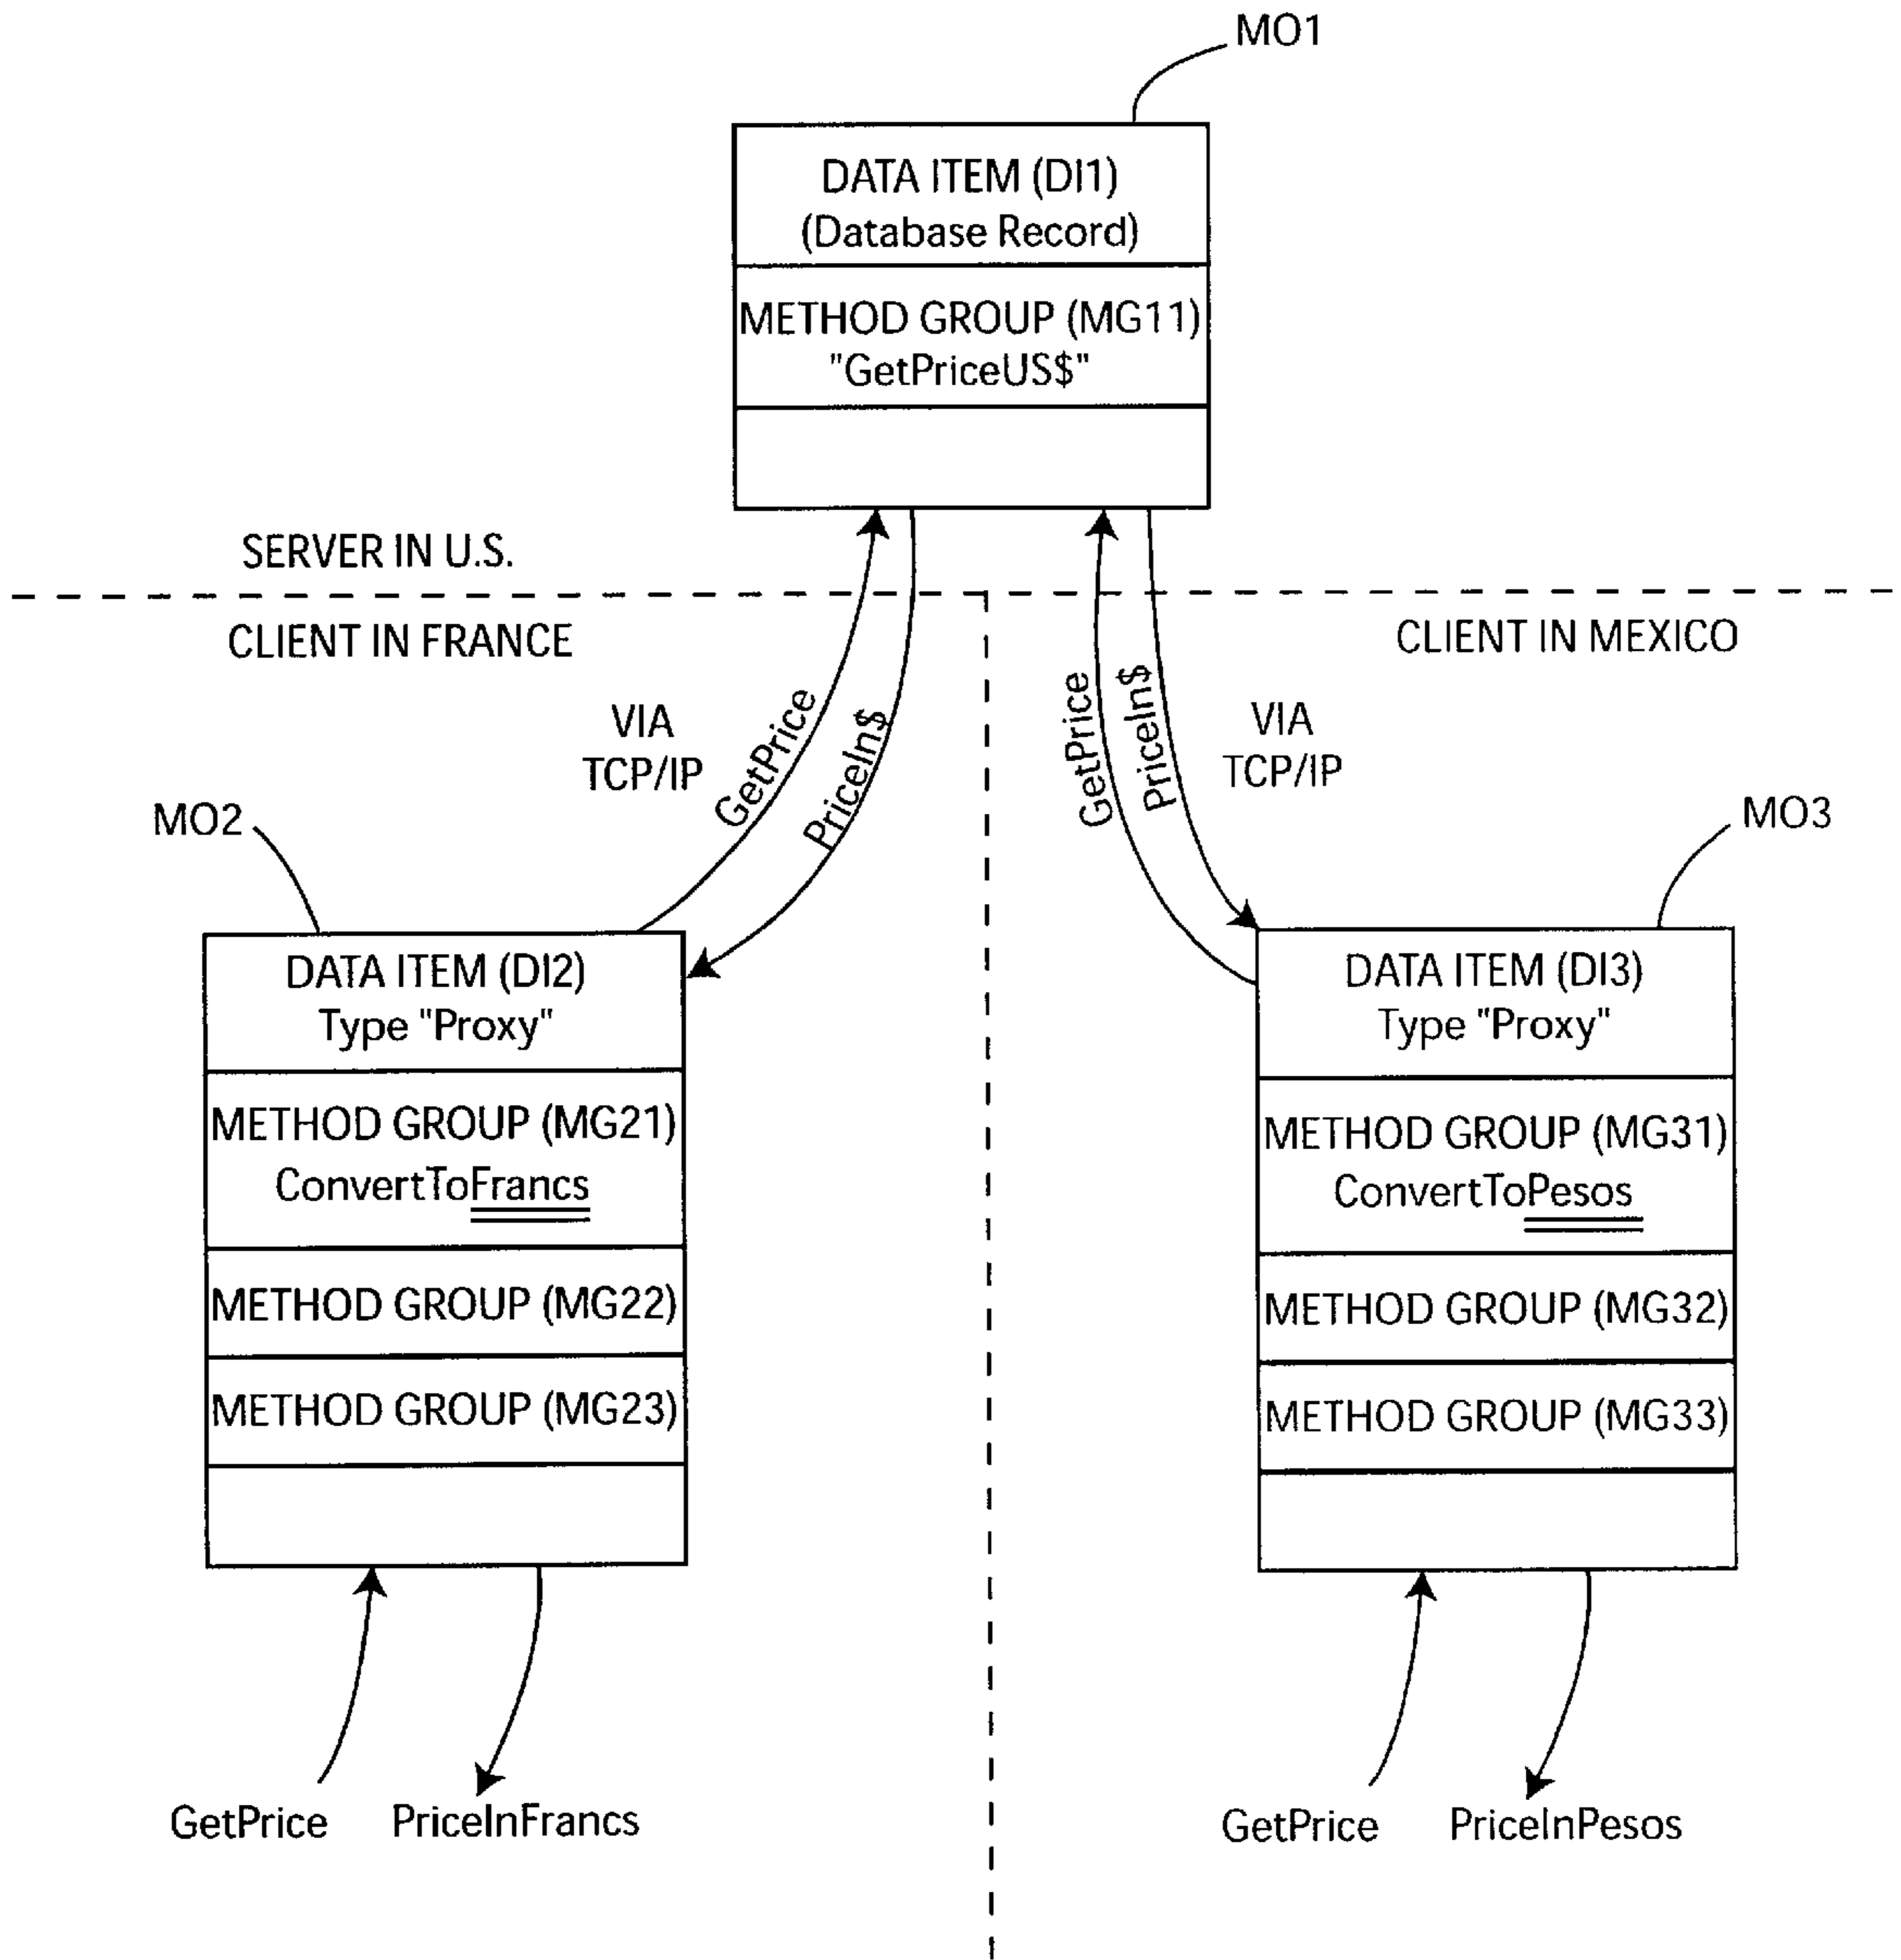 MO1
DATA ITEM (DI1)
(Database Record)
METHOD GROUP (MG11)
"GetPriceUS$"
SERVER IN U.S.
CLIENT IN FRANCE
CLIENT IN MEXICO
VIA
TCP/IP
GetPrice
PriceIn$
GetPrice
PriceIn$
VIA
TCP/IP
MO2
DATA ITEM (DI2)
Type "Proxy"
METHOD GROUP (MG21)
ConvertToFrancs
METHOD GROUP (MG22)
METHOD GROUP (MG23)
GetPrice
PriceInFrancs
MO3
DATA ITEM (DI3)
Type "Proxy"
METHOD GROUP (MG31)
ConvertToPesos
METHOD GROUP (MG32)
METHOD GROUP (MG33)
GetPrice
PriceInPesos